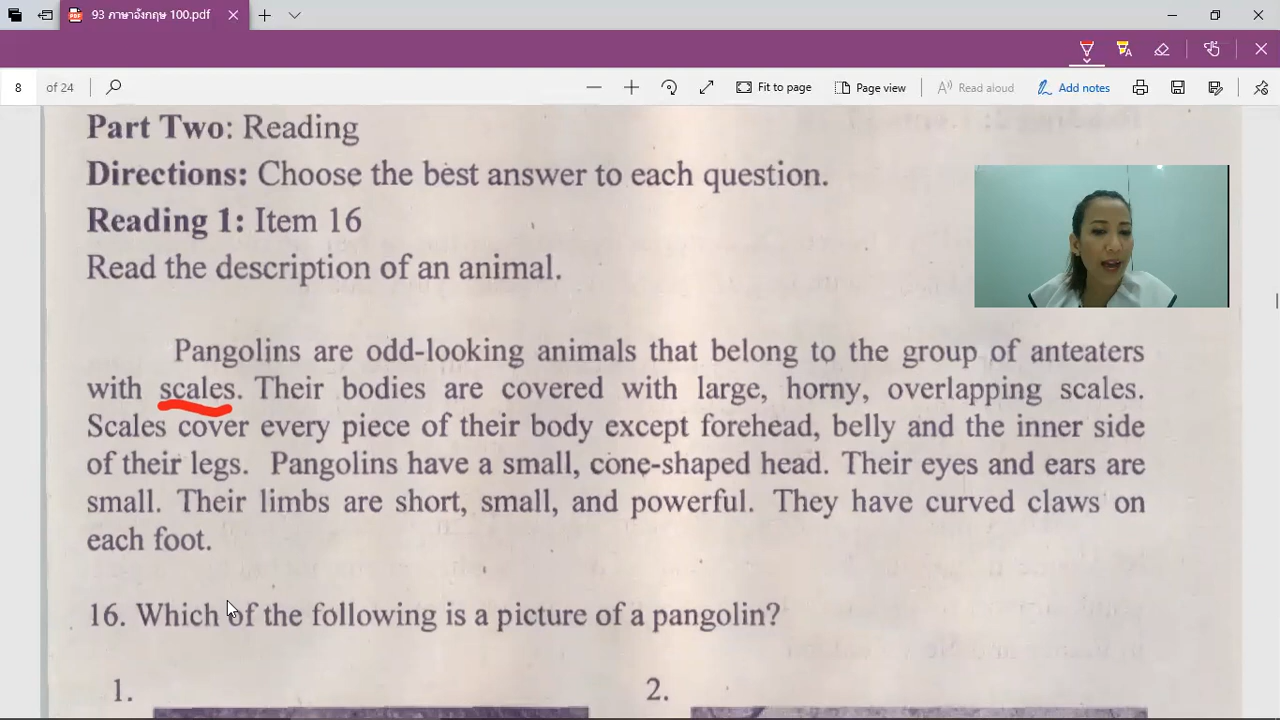 93 ภาษาอังกฤษ 100.pdf
8 of 24
Fit to page
Page view
Read aloud
Add notes
Part Two: Reading
Directions: Choose the best answer to each question.
Reading 1: Item 16
Read the description of an animal.
Pangolins are odd-looking animals that belong to the group of anteaters
with scales. Their bodies are covered with large, horny, overlapping scales.
Scales cover every piece of their body except forehead, belly and the inner side
of their legs. Pangolins have a small, cone-shaped head. Their eyes and ears are
small. Their limbs are short, small, and powerful. They have curved claws on
each foot.
16. Which of the following is a picture of a pangolin?
1.
2.